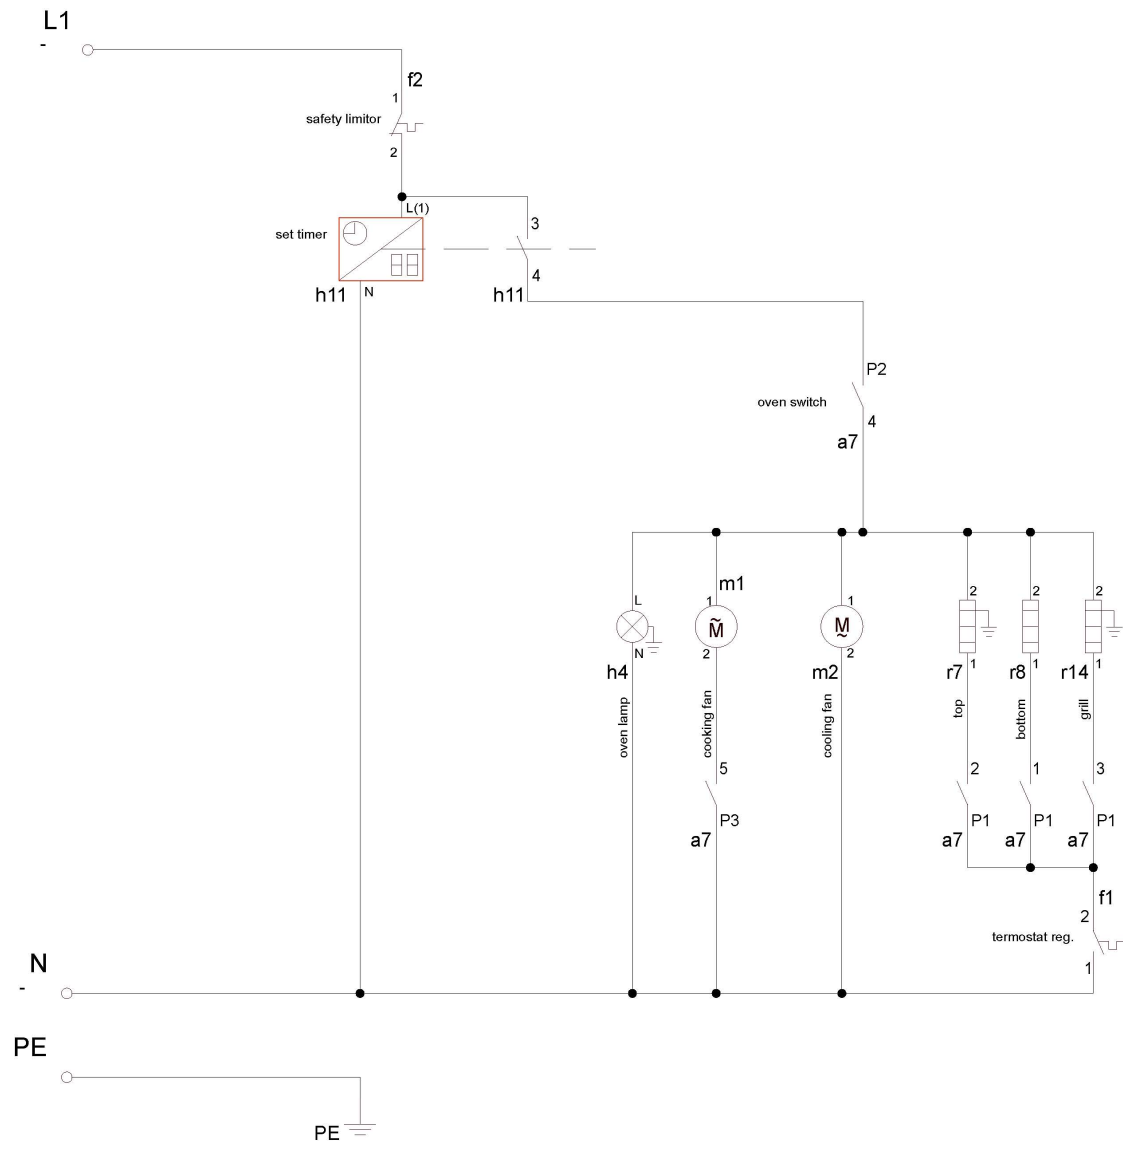 L1
-
f2
1
safety limitor
2
L(1)
set timer
3
4
h11
N
h11
P2
oven switch
4
a7
m1
L
1
1
2
2
2
M
M
N
2
2
1
1
1
h4
m2
r7
r8
r14
oven lamp
cooking fan
cooling fan
top
bottom
grill
5
2
1
3
P3
P1
P1
P1
a7
a7
a7
a7
f1
2
termostat reg.
1
N
-
PE
PE